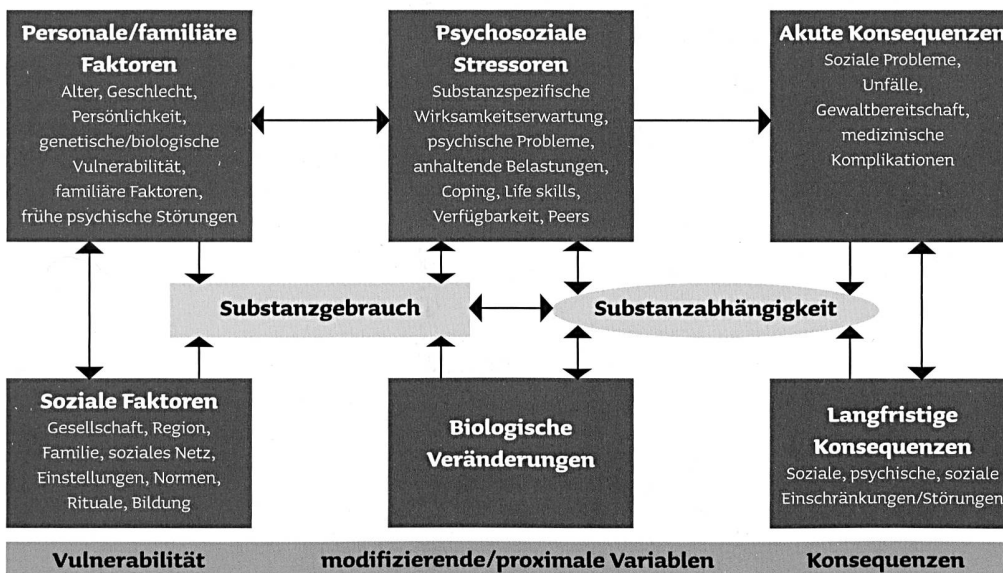 Personale/familiäre
Faktoren
Alter, Geschlecht,
Persönlichkeit,
genetische/biologische
Vulnerabilität,
familiäre Faktoren,
frühe psychische Störungen
Psychosoziale
Stressoren
Substanzspezifische
Wirksamkeitserwartung,
psychische Probleme,
anhaltende Belastungen,
Coping, Life skills,
Verfügbarkeit, Peers
Akute Konsequenzen
Soziale Probleme,
Unfälle,
Gewaltbereitschaft,
medizinische
Komplikationen
Substanzgebrauch
Substanzabhängigkeit
Soziale Faktoren
Gesellschaft, Region,
Familie, soziales Netz,
Einstellungen, Normen,
Rituale, Bildung
Biologische
Veränderungen
Langfristige
Konsequenzen
Soziale, psychische, soziale
Einschränkungen/Störungen
Vulnerabilität
modifizierende/proximale Variablen
Konsequenzen